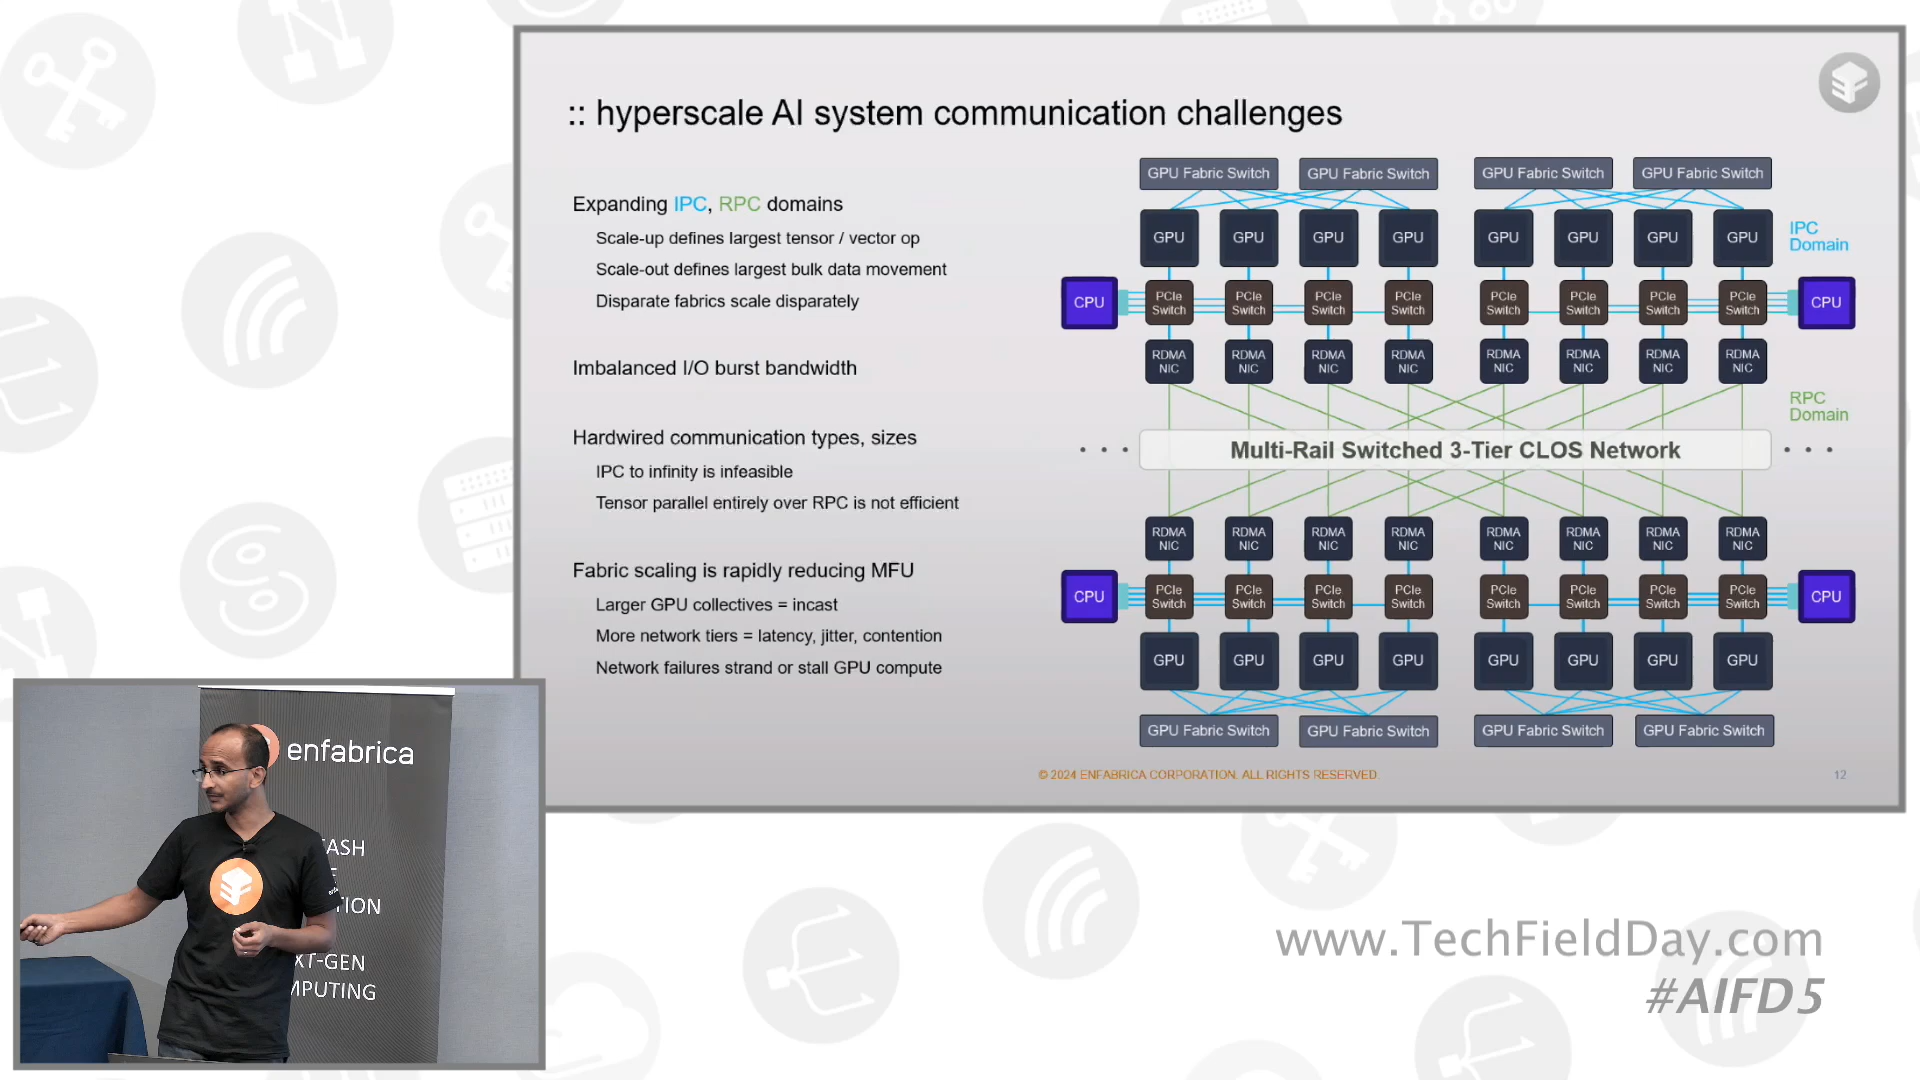 :: hyperscale AI system communication challenges
Expanding IPC, RPC domains
Scale-up defines largest tensor / vector op
Scale-out defines largest bulk data movement
Disparate fabrics scale disparately
Imbalanced I/O burst bandwidth
Hardwired communication types, sizes
IPC to infinity is infeasible
Tensor parallel entirely over RPC is not efficient
Fabric scaling is rapidly reducing MFU
Larger GPU collectives = incast
More network tiers = latency, jitter, contention
Network failures strand or stall GPU compute
GPU Fabric Switch GPU Fabric Switch GPU Fabric Switch GPU Fabric Switch
GPU GPU GPU GPU GPU GPU GPU GPU
IPC
Domain
CPU
PCIe Switch PCIe Switch PCIe Switch PCIe Switch PCIe Switch PCIe Switch PCIe Switch PCIe Switch
CPU
RDMA NIC RDMA NIC RDMA NIC RDMA NIC RDMA NIC RDMA NIC RDMA NIC RDMA NIC
RPC
Domain
• • • Multi-Rail Switched 3-Tier CLOS Network • • •
RDMA NIC RDMA NIC RDMA NIC RDMA NIC RDMA NIC RDMA NIC RDMA NIC RDMA NIC
CPU
PCIe Switch PCIe Switch PCIe Switch PCIe Switch PCIe Switch PCIe Switch PCIe Switch PCIe Switch
CPU
GPU GPU GPU GPU GPU GPU GPU GPU
GPU Fabric Switch GPU Fabric Switch GPU Fabric Switch GPU Fabric Switch
© 2024 ENFABRICA CORPORATION. ALL RIGHTS RESERVED.
12
enfabrica
www.TechFieldDay.com
#AIFD5